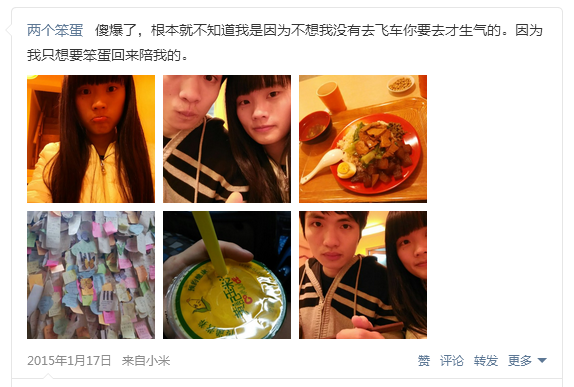 两个笨蛋 傻爆了，根本就不知道我是因为不想我没有去飞车你要去才生气的。因为
我只想要笨蛋回来陪我的。
2015年1月17日 来自小米
赞 评论 转发 更多